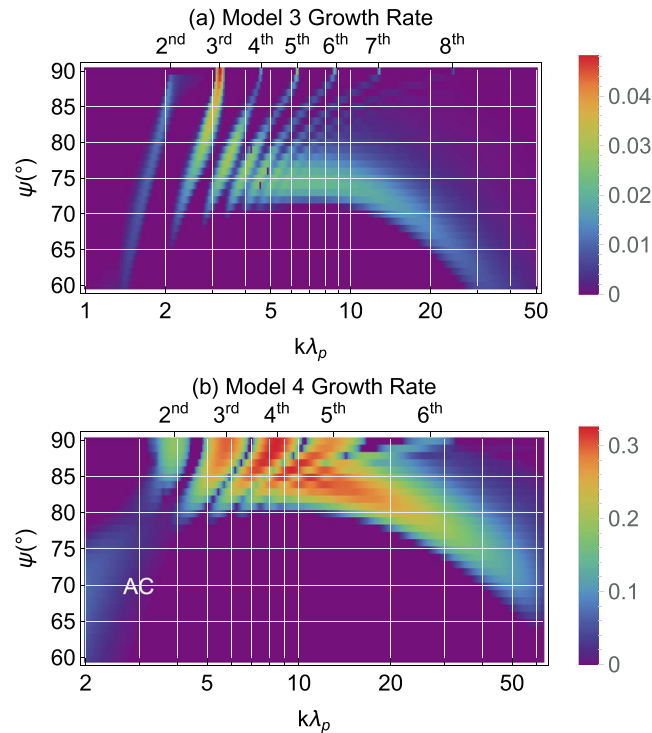 (a) Model 3 Growth Rate
2nd 3rd 4th 5th 6th 7th 8th
90
85
80
75
70
65
60
ψ(°)
1 2 5 10 20 50
kλp
0.04
0.03
0.02
0.01
0
(b) Model 4 Growth Rate
2nd 3rd 4th 5th 6th
90
85
80
75
70
65
60
ψ(°)
AC
2 5 10 20 50
kλp
0.3
0.2
0.1
0